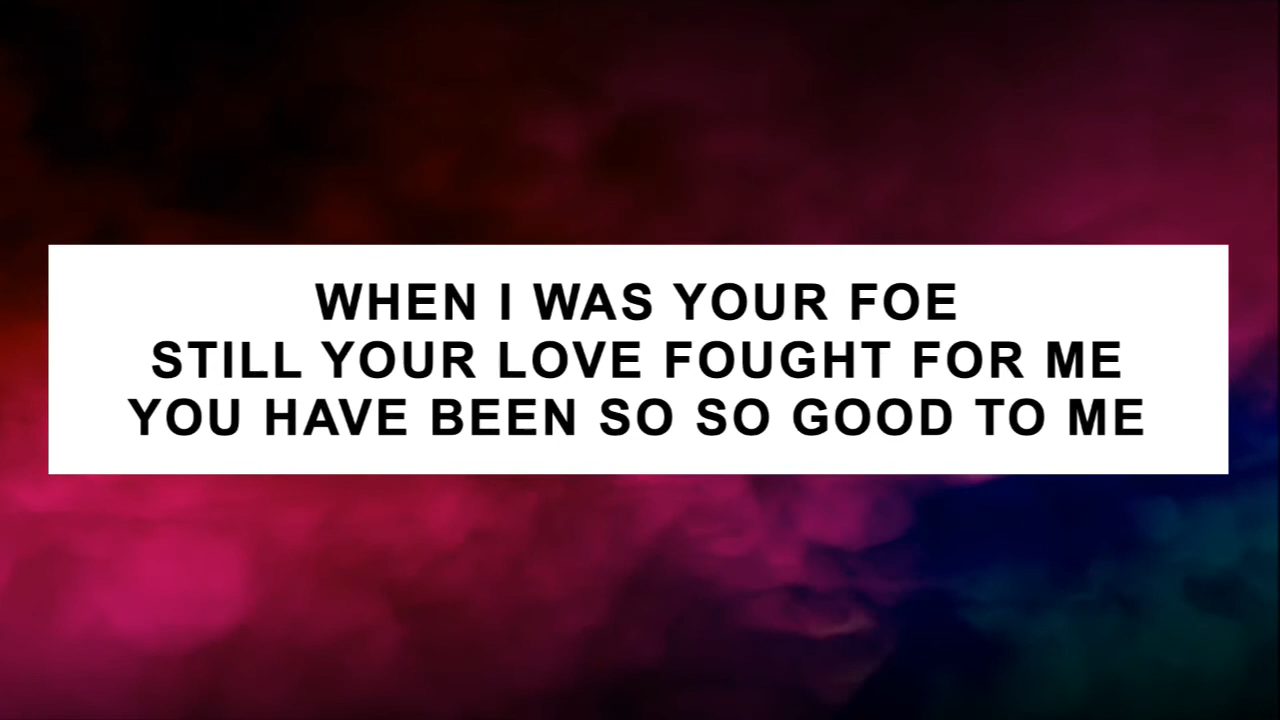 WHEN I WAS YOUR FOE
STILL YOUR LOVE FOUGHT FOR ME
YOU HAVE BEEN SO SO GOOD TO ME